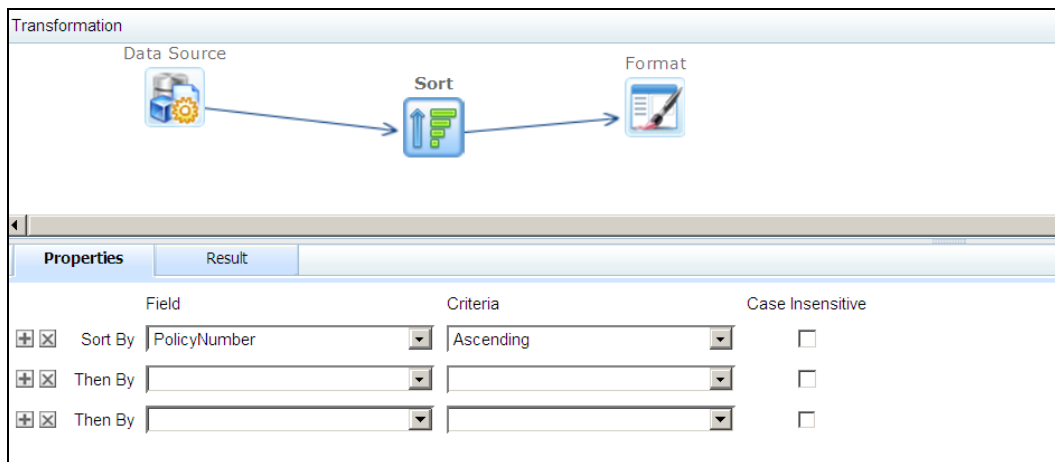 Transformation
Data Source
Sort
Format
Properties Result
Field Criteria Case Insensitive
Sort By PolicyNumber Ascending
Then By
Then By